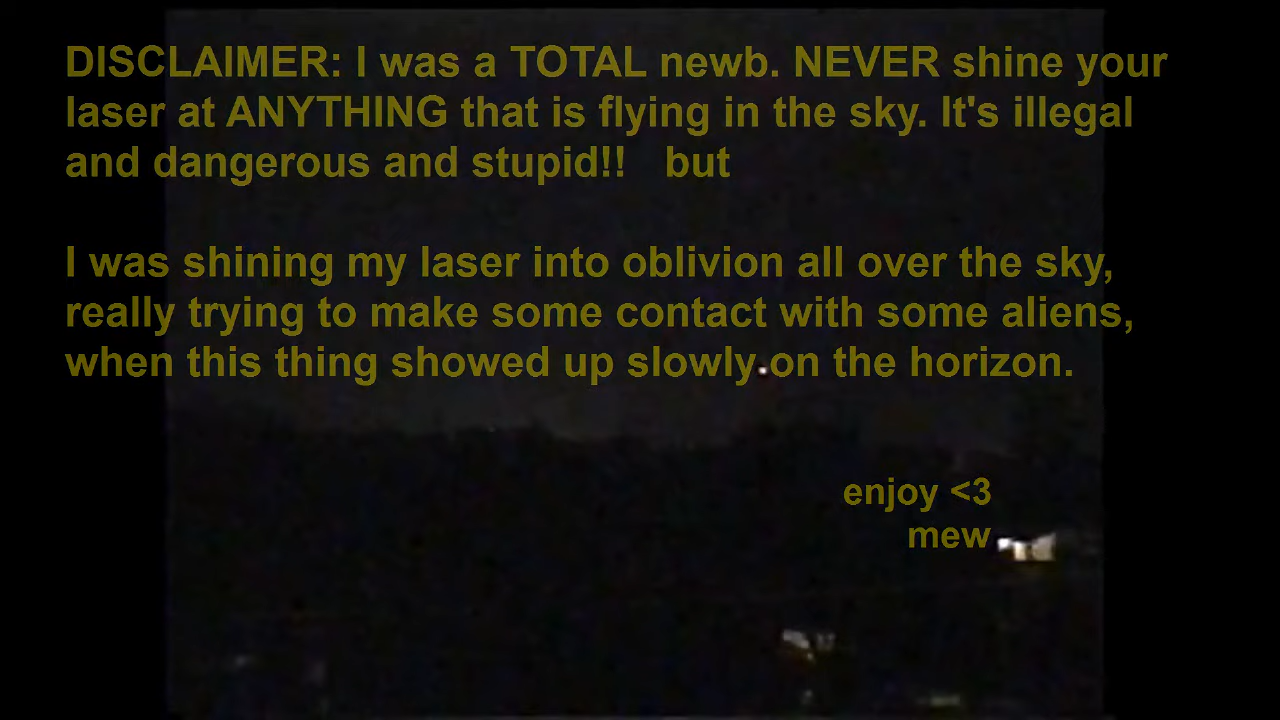 DISCLAIMER: I was a TOTAL newb. NEVER shine your
laser at ANYTHING that is flying in the sky. It's illegal
and dangerous and stupid!! but
I was shining my laser into oblivion all over the sky,
really trying to make some contact with some aliens,
when this thing showed up slowly on the horizon.
enjoy <3
mew